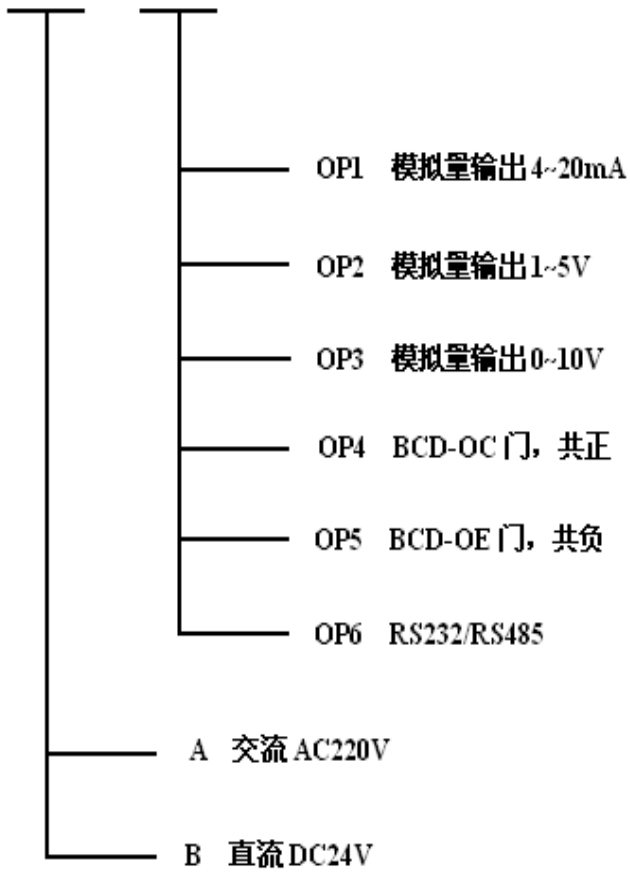 OP1 模拟量输出4~20mA
OP2 模拟量输出1~5V
OP3 模拟量输出0~10V
OP4 BCD-OC门，共正
OP5 BCD-OE门，共负
OP6 RS232/RS485
A 交流AC220V
B 直流DC24V